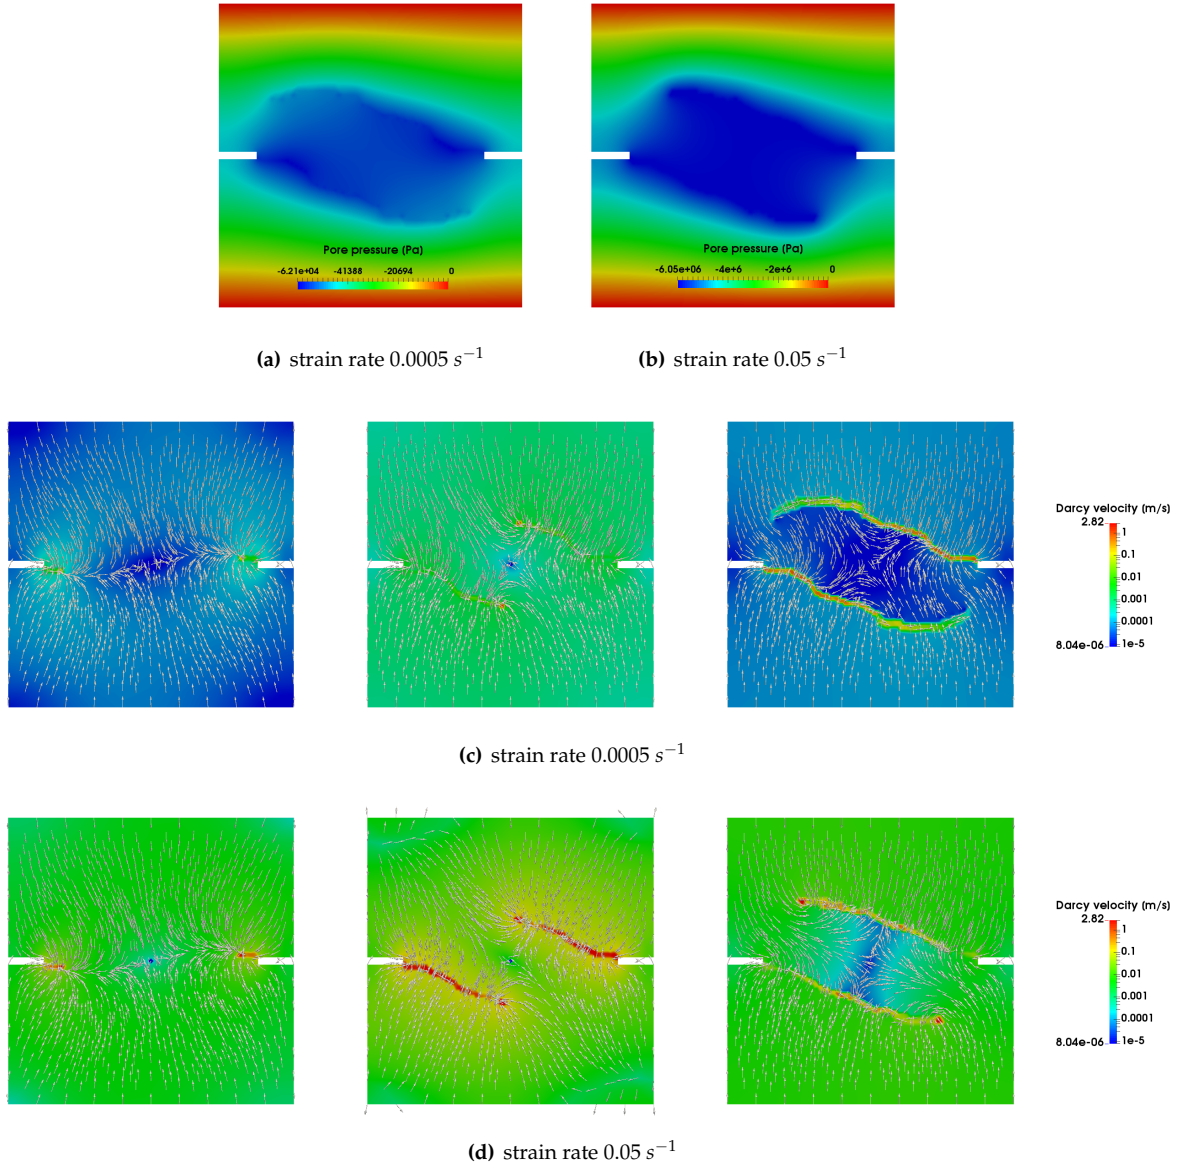 Pore pressure (Pa)
-6.21e+04 -41388 -20694 0
Pore pressure (Pa)
-6.05e+06 -4e+6 -2e+6 0
(a) strain rate 0.0005 s⁻¹
(b) strain rate 0.05 s⁻¹
Darcy velocity (m/s)
2.82
1
0.1
0.01
0.001
0.0001
8.04e-06 1e-5
(c) strain rate 0.0005 s⁻¹
Darcy velocity (m/s)
2.82
1
0.1
0.01
0.001
0.0001
8.04e-06 1e-5
(d) strain rate 0.05 s⁻¹